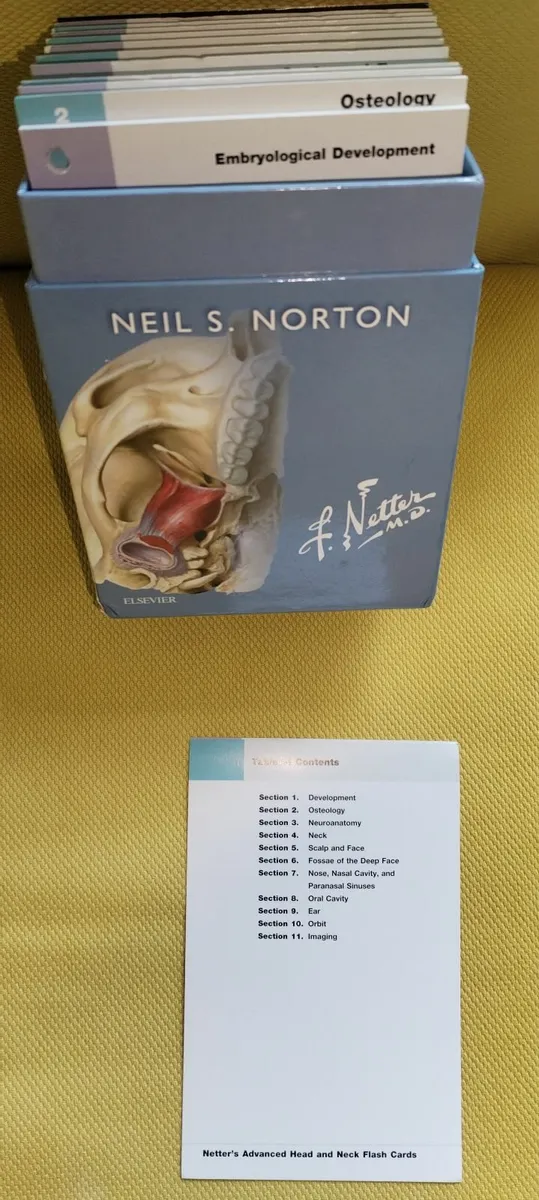 Osteology
2
Embryological Development
NEIL S. NORTON
F. Netter
M.D.
ELSEVIER
Table of Contents
Section 1. Development
Section 2. Osteology
Section 3. Neuroanatomy
Section 4. Neck
Section 5. Scalp and Face
Section 6. Fossae of the Deep Face
Section 7. Nose, Nasal Cavity, and
Paranasal Sinuses
Section 8. Oral Cavity
Section 9. Ear
Section 10. Orbit
Section 11. Imaging
Netter's Advanced Head and Neck Flash Cards